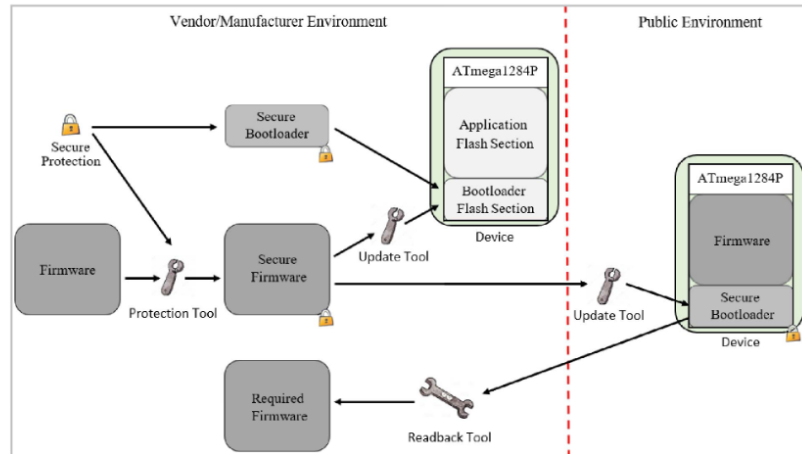 Vendor/Manufacturer Environment
Public Environment
ATmega1284P
Secure
Protection
Secure
Bootloader
Application
Flash Section
Bootloader
Flash Section
Device
ATmega1284P
Firmware
Secure
Bootloader
Device
Firmware
Protection Tool
Secure
Firmware
Update Tool
Update Tool
Required
Firmware
Readback Tool